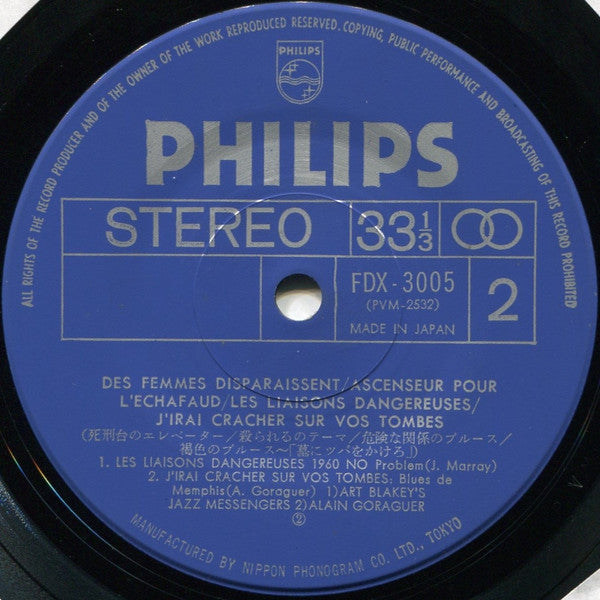 ALL RIGHTS OF THE RECORD PRODUCER AND OF THE OWNER OF THE WORK REPRODUCED RESERVED. COPYING, PUBLIC PERFORMANCE AND BROADCASTING OF THIS RECORD PROHIBITED
PHILIPS
PHILIPS
STEREO 33 1/3
FDX-3005
(PVM-2532)
MADE IN JAPAN
2
DES FEMMES DISPARAISSENT/ASCENSEUR POUR
L'ECHAFAUD/LES LIAISONS DANGEREUSES/
J'IRAI CRACHER SUR VOS TOMBES
(死刑台のエレベーター/殺られるのテーマ/危険な関係のブルース/
褐色のブルース~「墓にツバをかけろ」)
1. LES LIAISONS DANGEREUSES 1960 NO Problem(J. Marray)
2. J'IRAI CRACHER SUR VOS TOMBES: Blues de
Memphis(A. Goraguer) 1)ART BLAKEY'S
JAZZ MESSENGERS 2)ALAIN GORAGUER
②
MANUFACTURED BY NIPPON PHONOGRAM CO. LTD., TOKYO
A